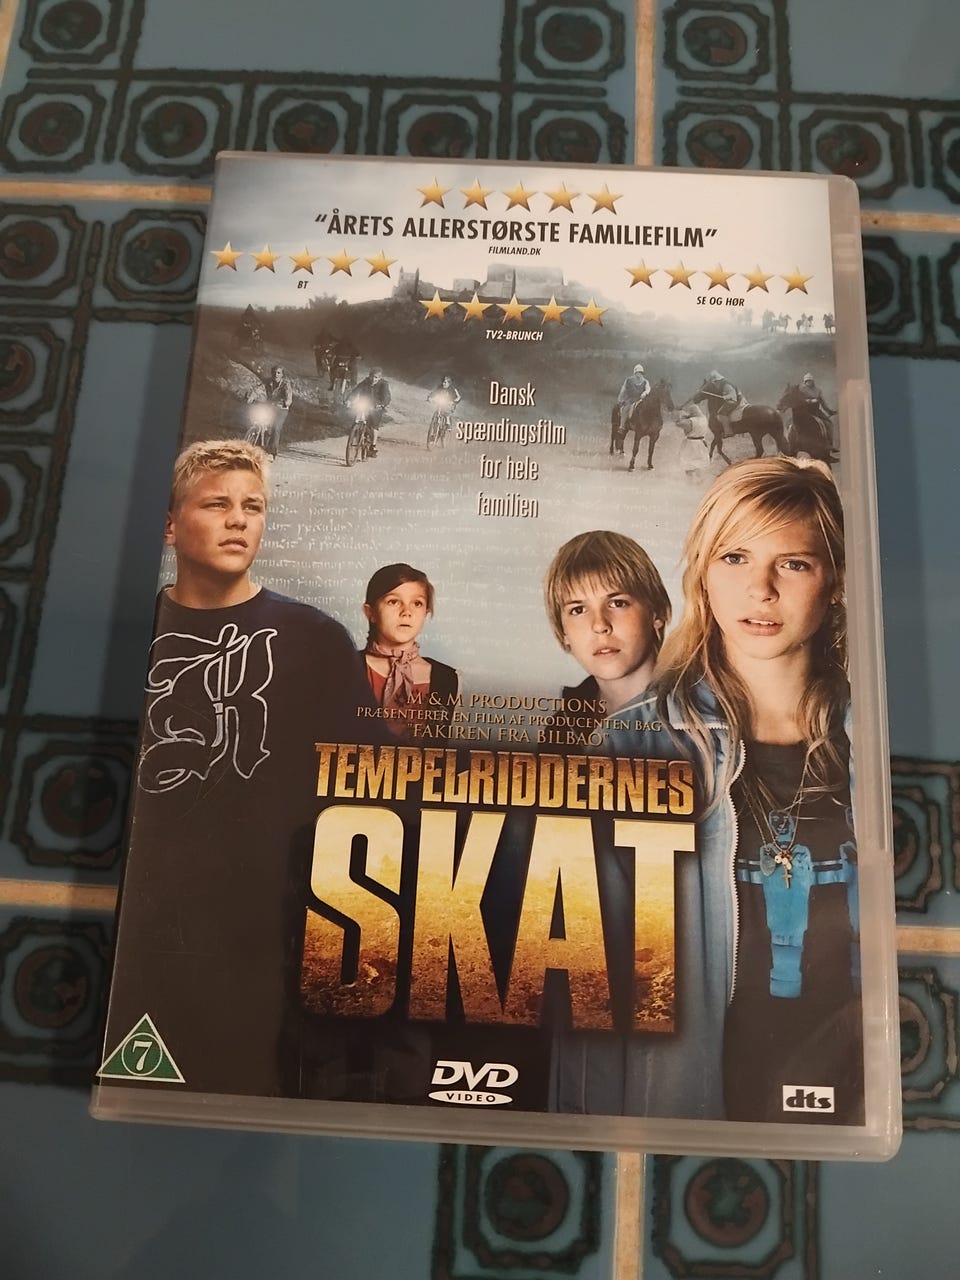 "ÅRETS ALLERSTØRSTE FAMILIEFILM"
FILMLAND.DK
BT
SE OG HØR
TV2-BRUNCH
Dansk
spændingsfilm
for hele
familien
M & M PRODUCTIONS
PRÆSENTERER EN FILM AF PRODUCENTEN BAG
"FAKIREN FRA BILBAO"
TEMPELRIDDERNES
SKAT
7
DVD
VIDEO
dts